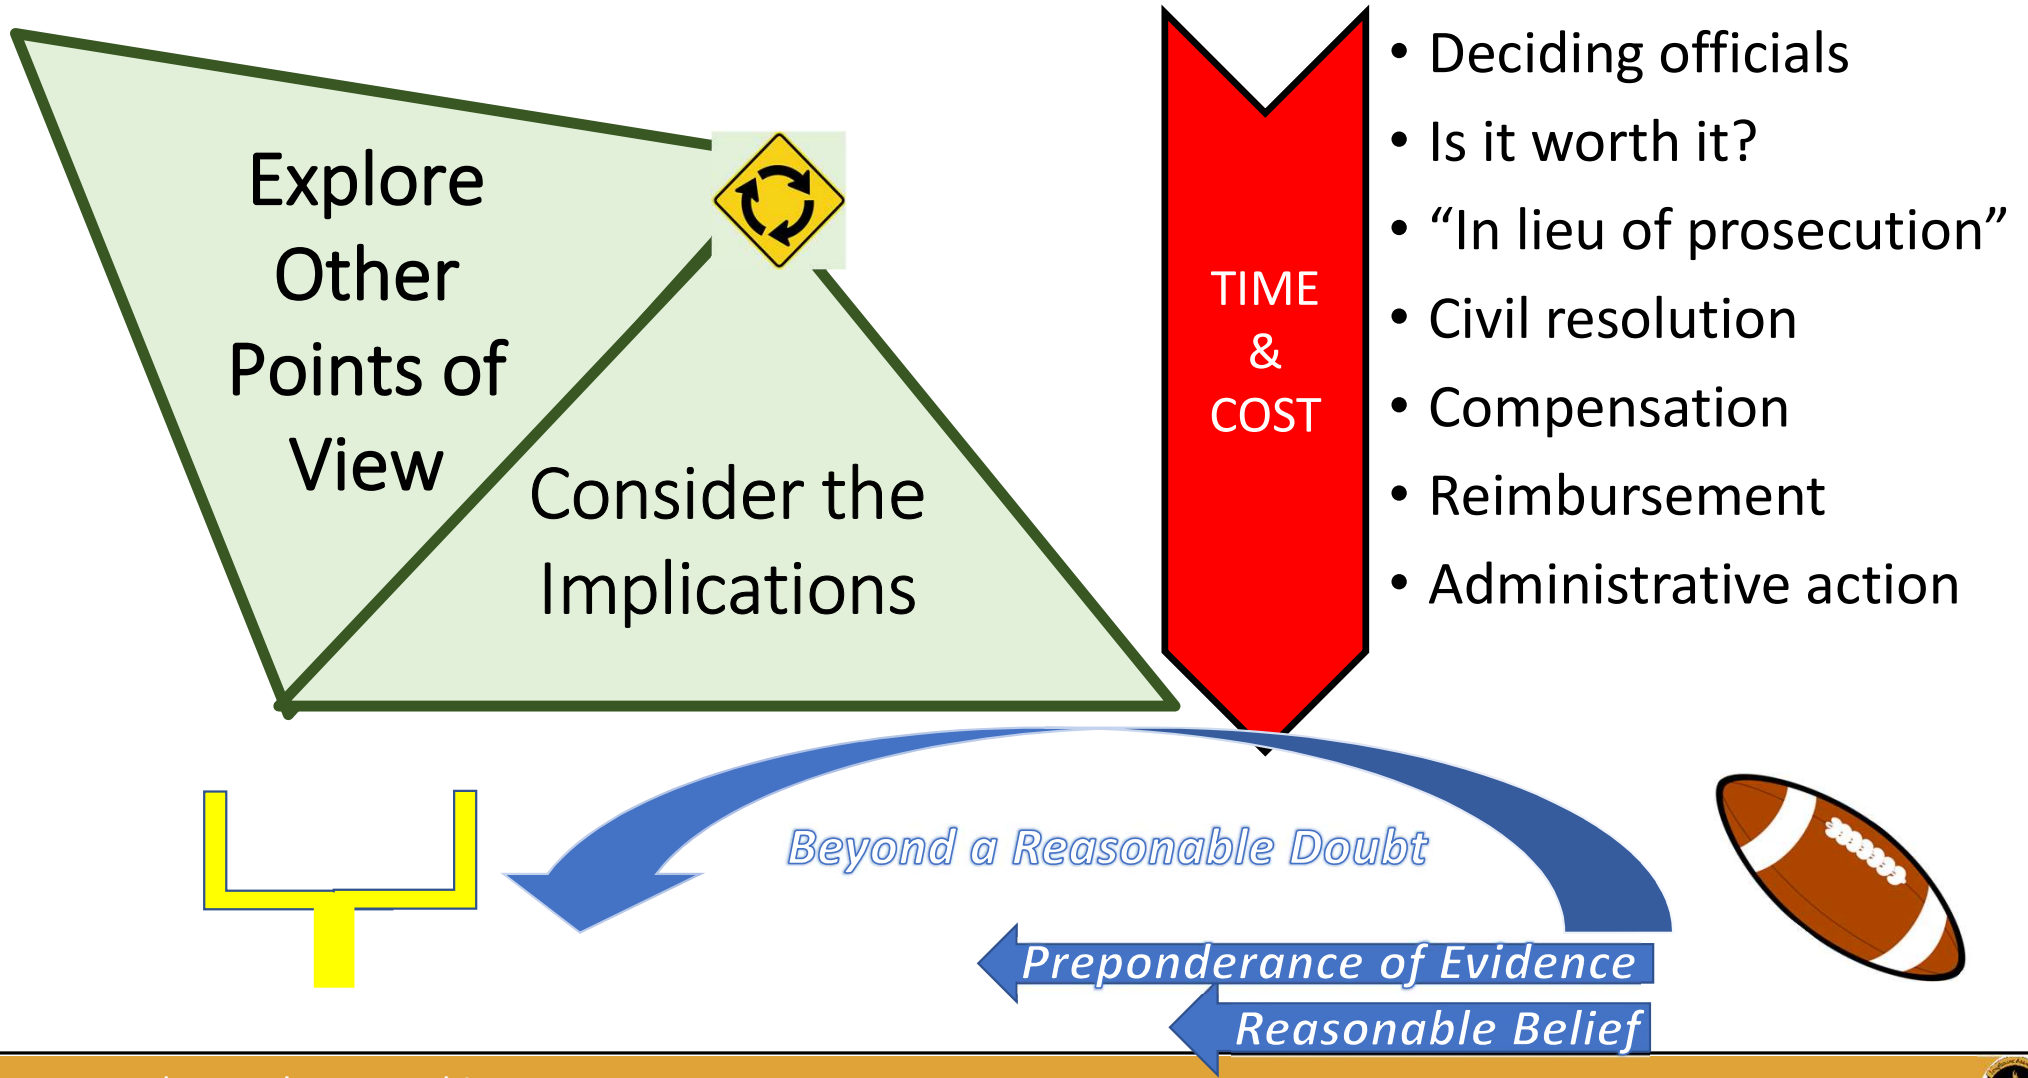 Explore
Other
Points of
View
Consider the
Implications
TIME
&
COST
• Deciding officials
• Is it worth it?
• “In lieu of prosecution”
• Civil resolution
• Compensation
• Reimbursement
• Administrative action
Beyond a Reasonable Doubt
Preponderance of Evidence
Reasonable Belief